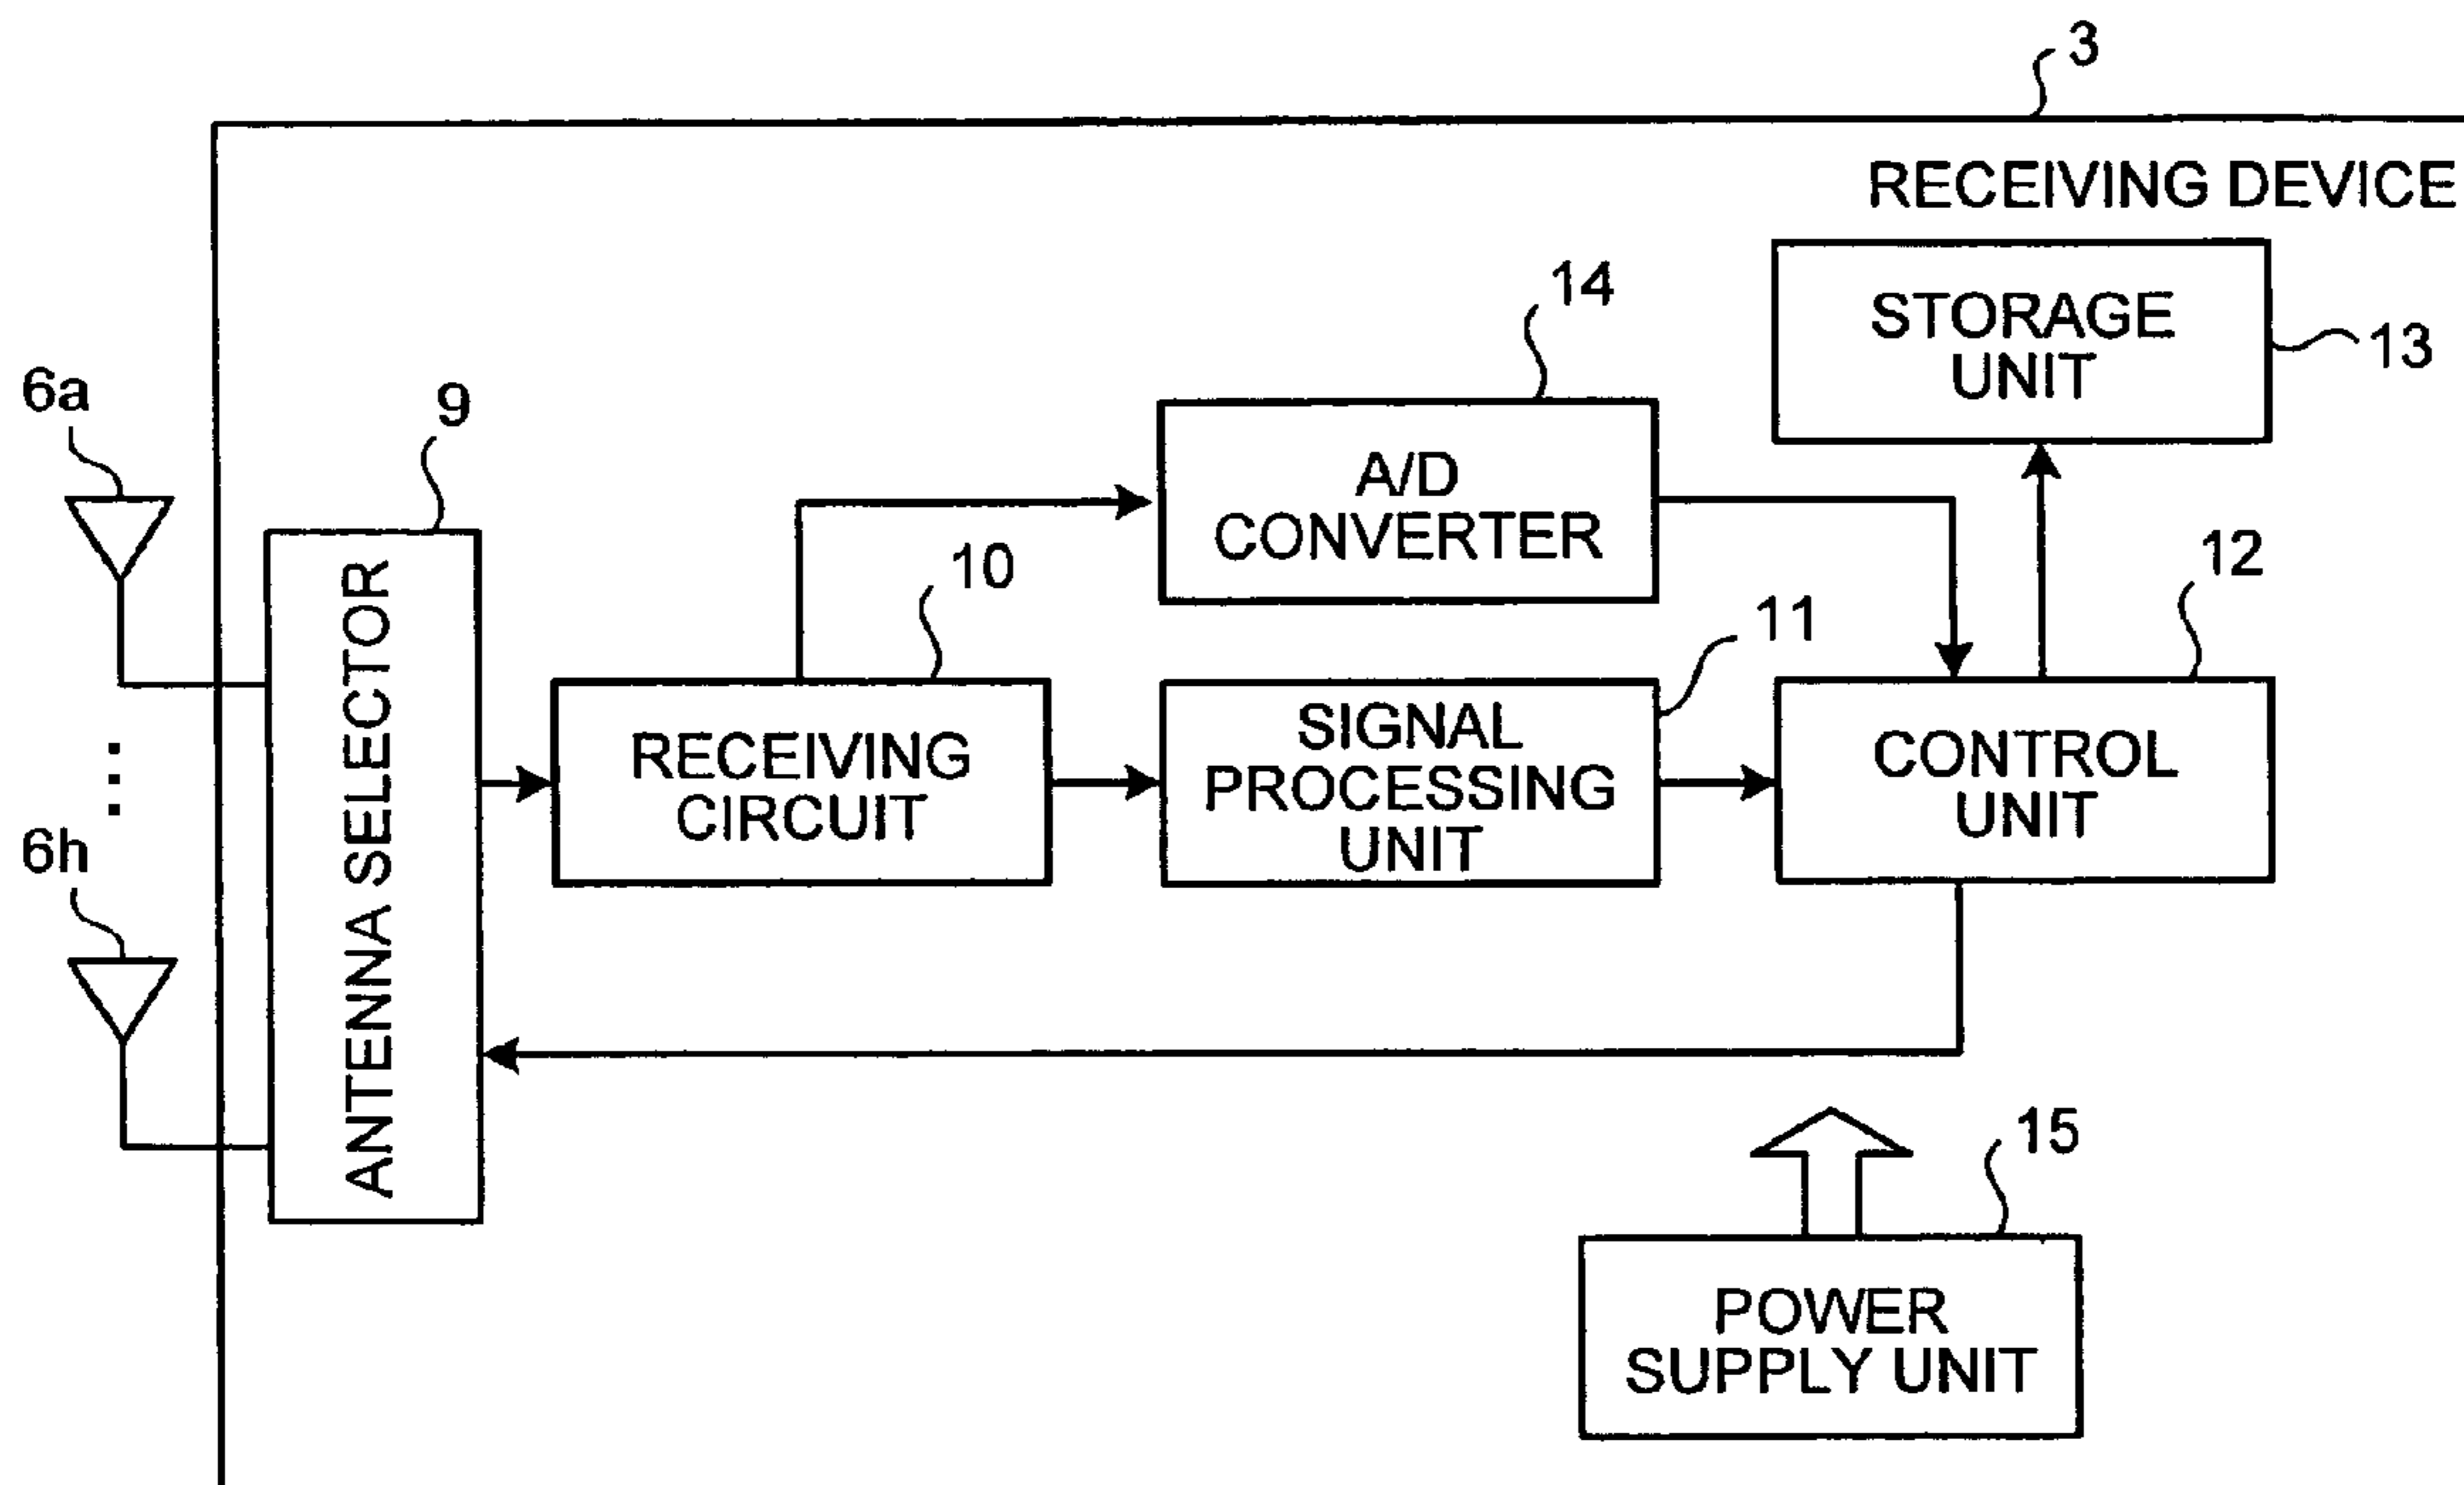 3
RECEIVING DEVICE
14
STORAGE
UNIT
13
6a
9
A/D
CONVERTER
10
12
11
ANTENNA SELECTOR
RECEIVING
CIRCUIT
SIGNAL
PROCESSING
UNIT
CONTROL
UNIT
6h
15
POWER
SUPPLY UNIT